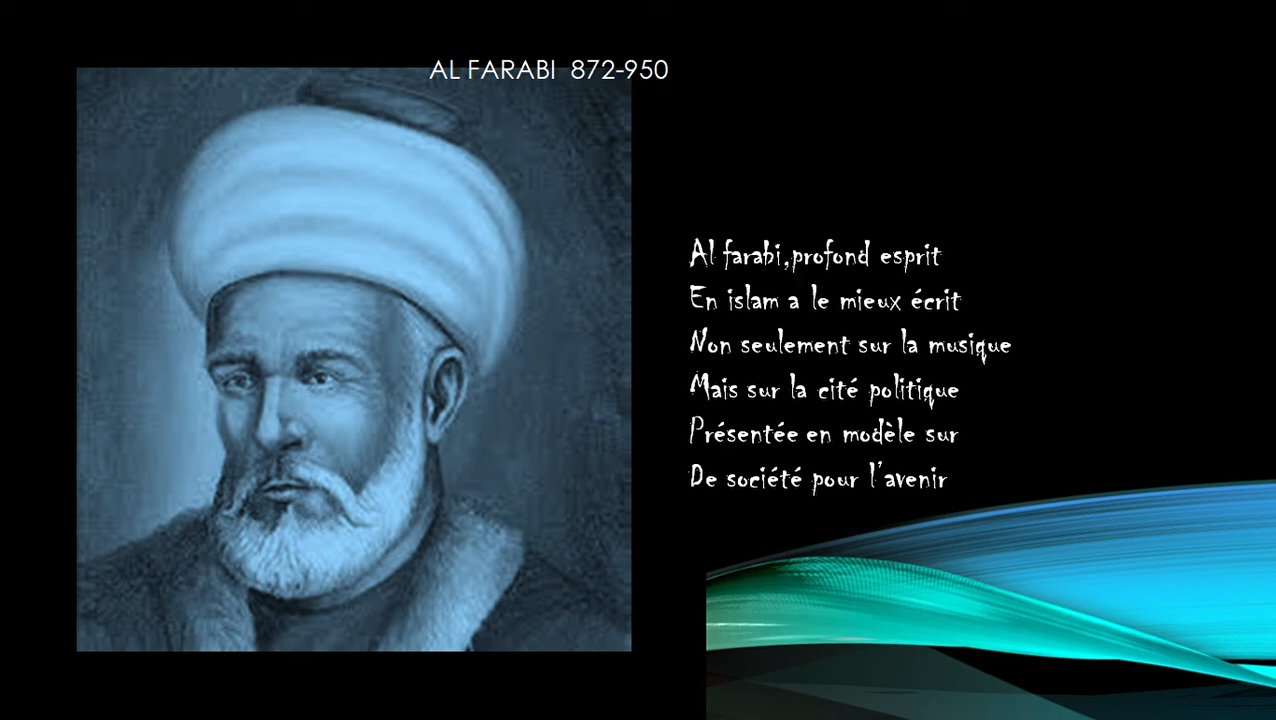 AL FARABI 872-950
Al farabi,profond esprit
En islam a le mieux écrit
Non seulement sur la musique
Mais sur la cité politique
Présentée en modèle sur
De société pour l'avenir